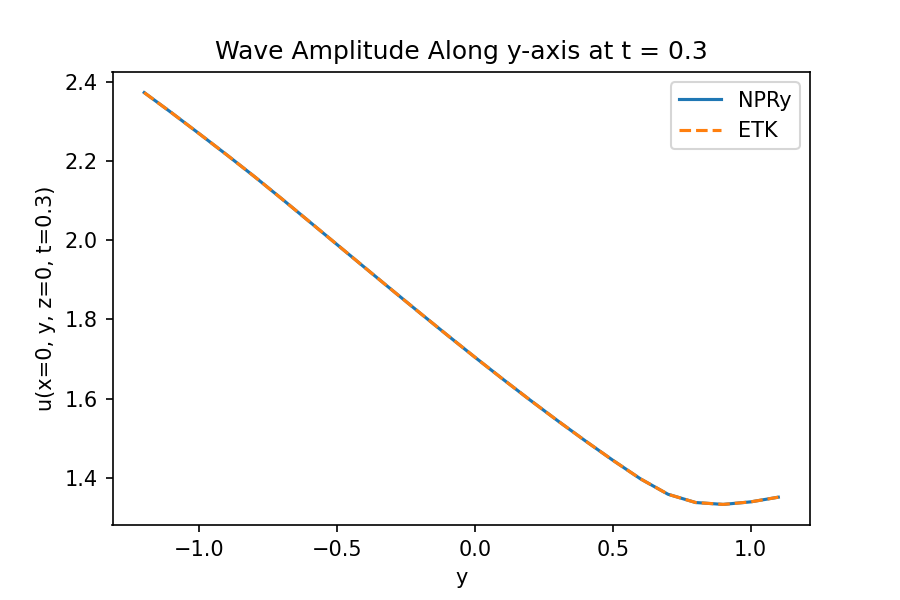 Wave Amplitude Along y-axis at t = 0.3
u(x=0, y, z=0, t=0.3)
2.4
2.2
2.0
1.8
1.6
1.4
NPRy
ETK
−1.0 −0.5 0.0 0.5 1.0
y